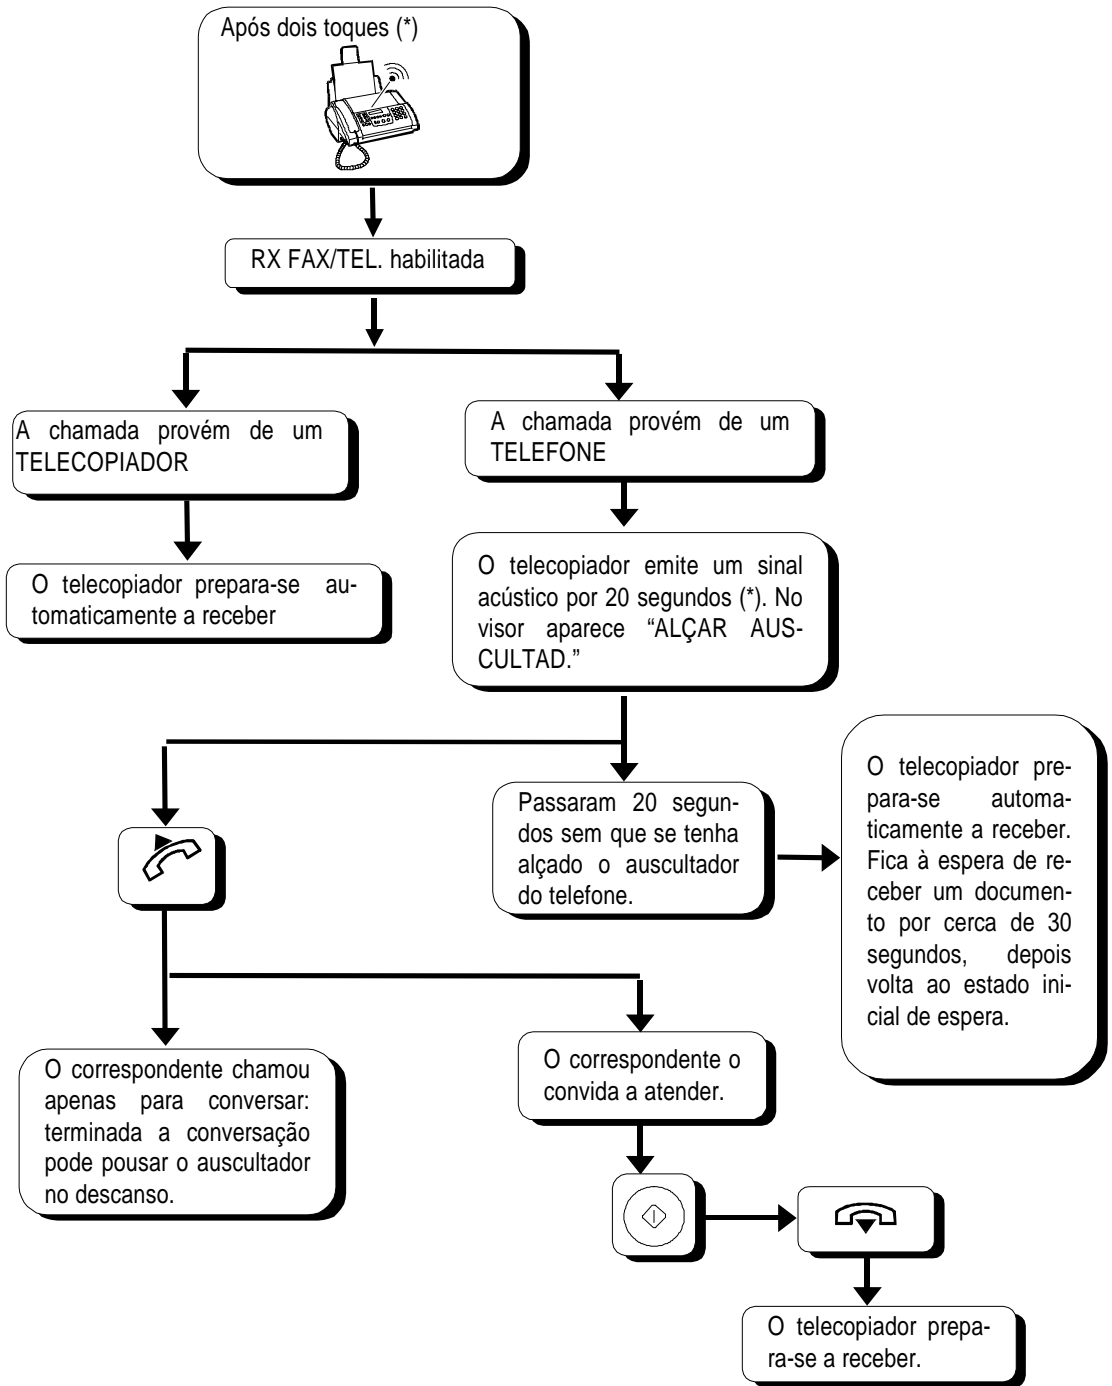 Após dois toques (*)
RX FAX/TEL. habilitada
A chamada provém de um
TELECOPIADOR
A chamada provém de um
TELEFONE
O telecopiador prepara-se au-
tomaticamente a receber
O telecopiador emite um sinal
acústico por 20 segundos (*). No
visor aparece “ALÇAR AUS-
CULTAD.”
Passaram 20 segun-
dos sem que se tenha
alçado o auscultador
do telefone.
O telecopiador pre-
para-se automa-
ticamente a receber.
Fica à espera de re-
ceber um documen-
to por cerca de 30
segundos, depois
volta ao estado ini-
cial de espera.
O correspondente chamou
apenas para conversar:
terminada a conversação
pode pousar o auscultador
no descanso.
O correspondente o
convida a atender.
O telecopiador prepa-
ra-se a receber.